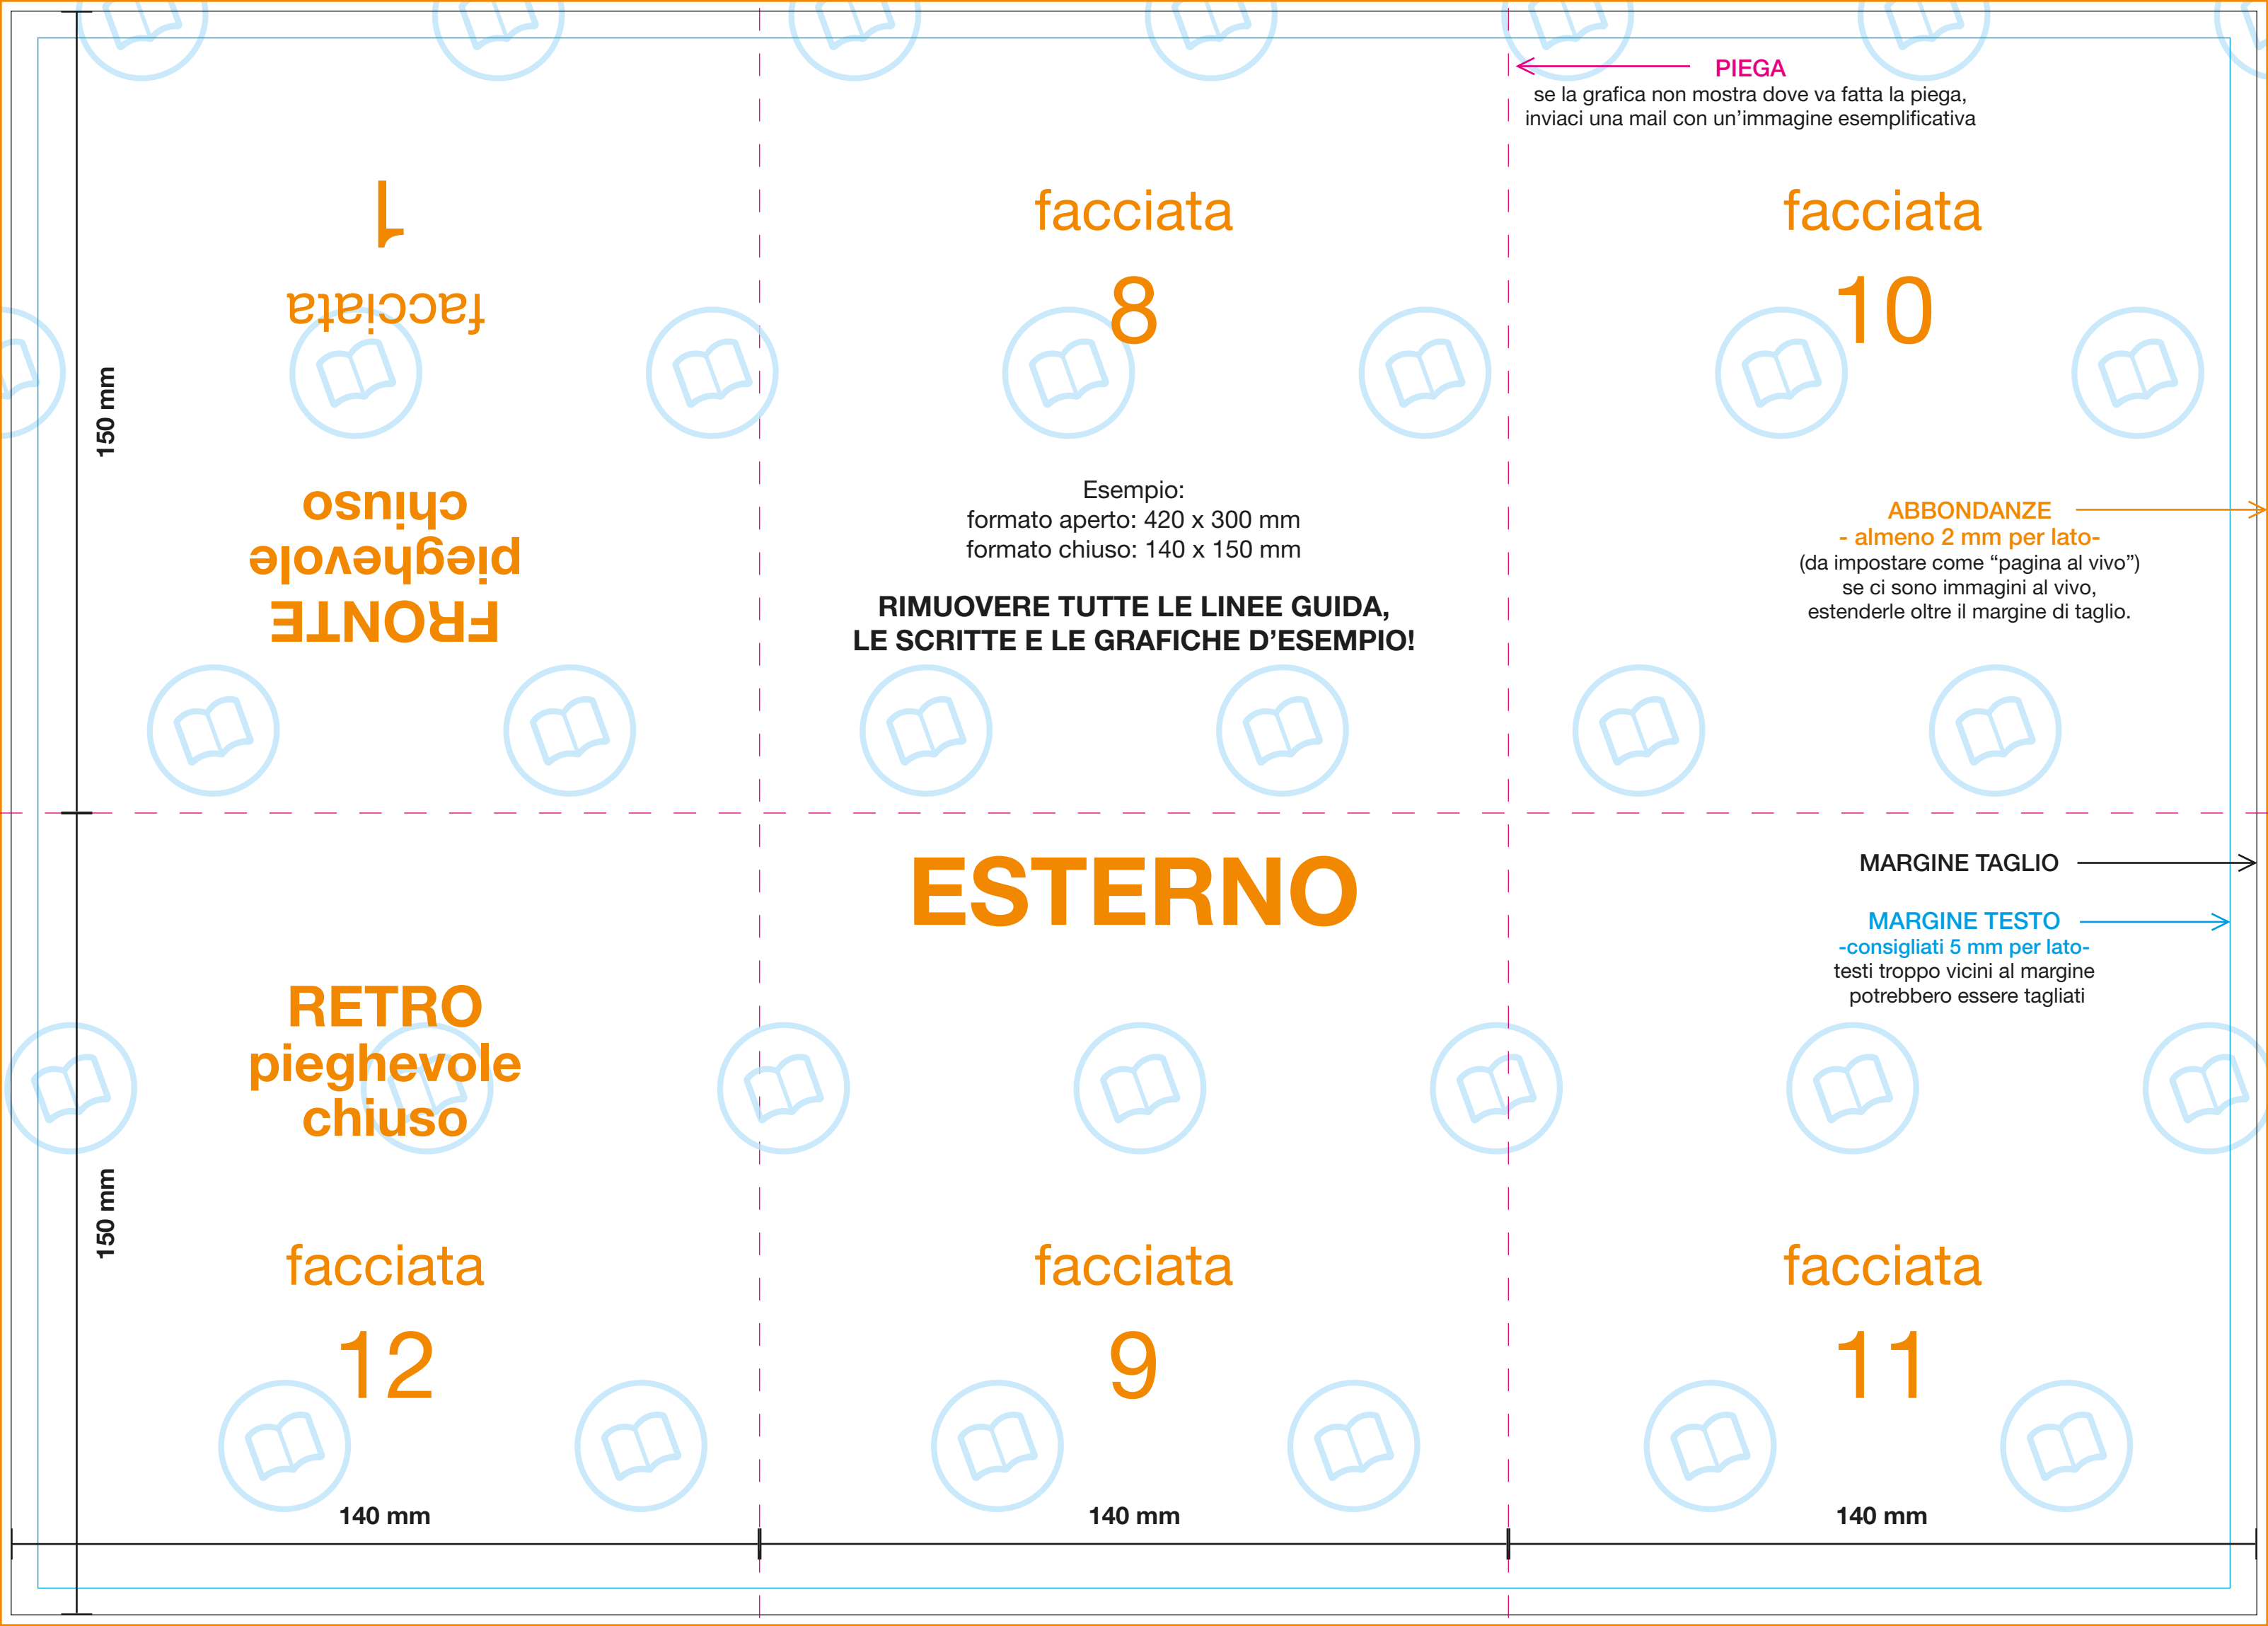 PIEGA
se la grafica non mostra dove va fatta la piega,
inviaci una mail con un’immagine esemplificativa
FRONTE
pieghevole
chiuso
facciata
1
150 mm
facciata
8
Esempio:
formato aperto: 420 x 300 mm
formato chiuso: 140 x 150 mm
RIMUOVERE TUTTE LE LINEE GUIDA,
LE SCRITTE E LE GRAFICHE D’ESEMPIO!
facciata
10
ABBONDANZE
- almeno 2 mm per lato-
(da impostare come “pagina al vivo”)
se ci sono immagini al vivo,
estenderle oltre il margine di taglio.
ESTERNO
MARGINE TAGLIO
MARGINE TESTO
-consigliati 5 mm per lato-
testi troppo vicini al margine
potrebbero essere tagliati
RETRO
pieghevole
chiuso
150 mm
facciata
12
facciata
9
facciata
11
140 mm
140 mm
140 mm